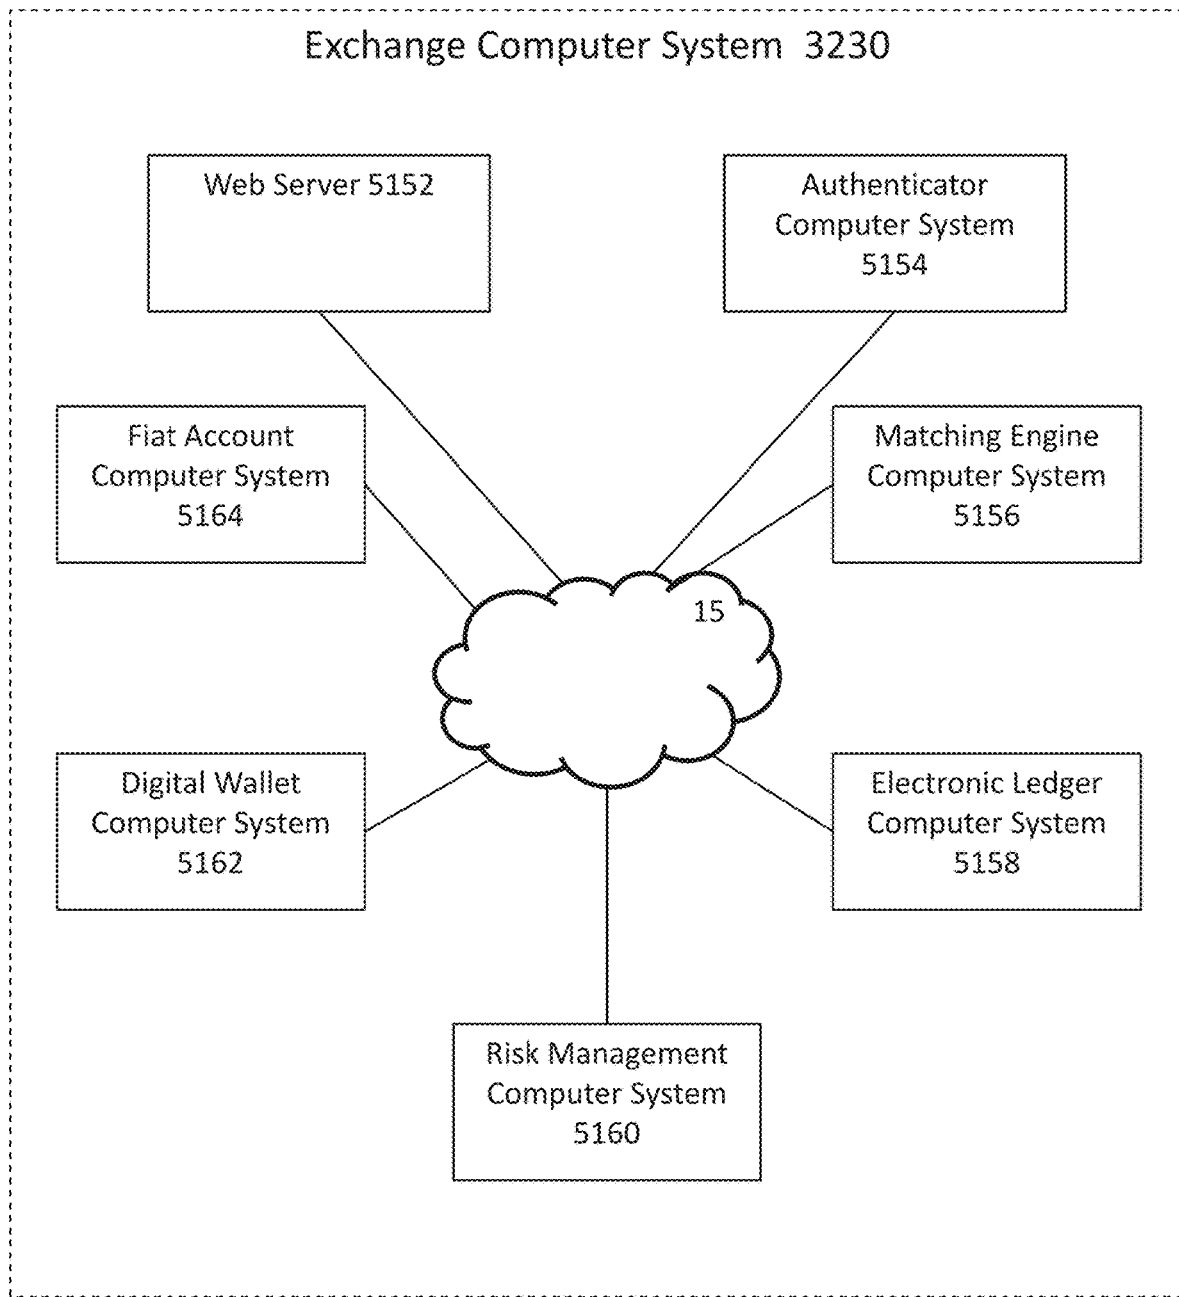 Exchange Computer System 3230
Web Server 5152
Authenticator
Computer System
5154
Fiat Account
Computer System
5164
Matching Engine
Computer System
5156
15
Digital Wallet
Computer System
5162
Electronic Ledger
Computer System
5158
Risk Management
Computer System
5160